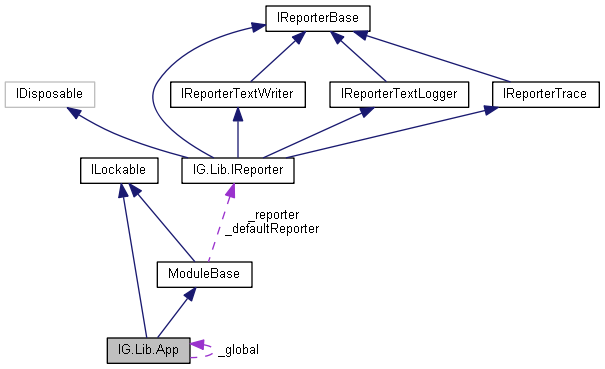 IReporterBase
IDisposable
IReporterTextWriter
IReporterTextLogger
IReporterTrace
ILockable
IG.Lib.IReporter
_reporter
_defaultReporter
ModuleBase
IG.Lib.App
_global